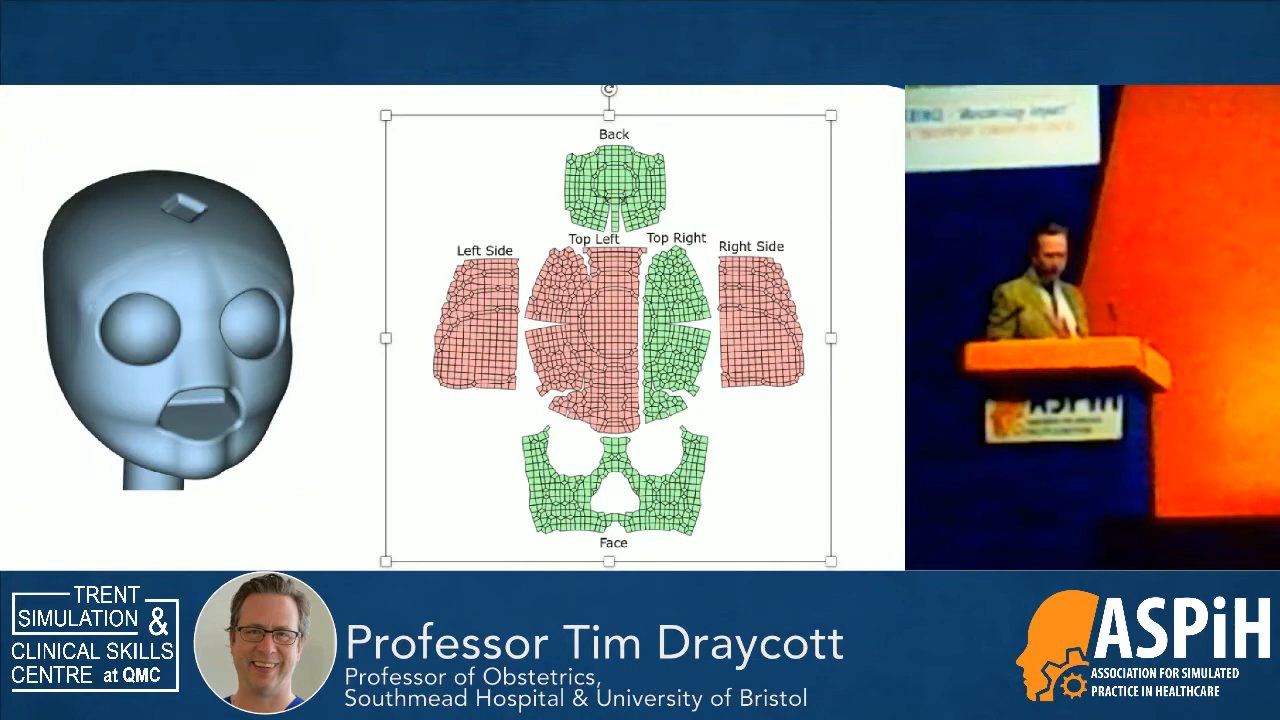 Back
Top Left
Top Right
Left Side
Right Side
Face
ASPiH
TRENT
SIMULATION &
CLINICAL SKILLS
CENTRE at QMC
Professor Tim Draycott
Professor of Obstetrics,
Southmead Hospital & University of Bristol
ASPiH
ASSOCIATION FOR SIMULATED
PRACTICE IN HEALTHCARE